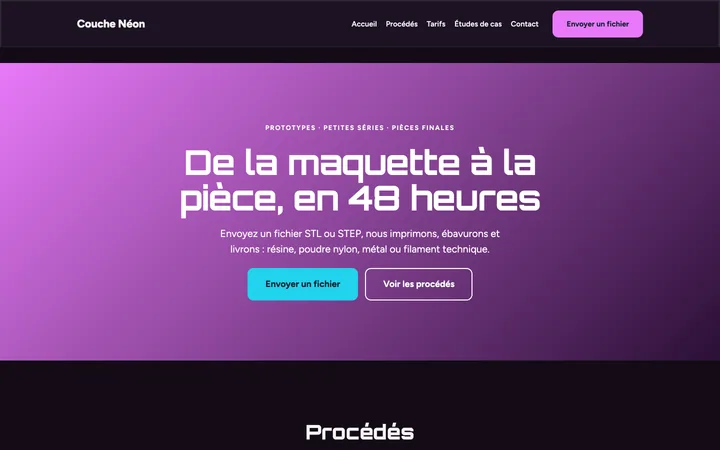 Couche Néon
Accueil Procédés Tarifs Études de cas Contact Envoyer un fichier
PROTOTYPES · PETITES SÉRIES · PIÈCES FINALES
De la maquette à la
pièce, en 48 heures
Envoyez un fichier STL ou STEP, nous imprimons, ébavurons et
livrons : résine, poudre nylon, métal ou filament technique.
Envoyer un fichier Voir les procédés
Procédés